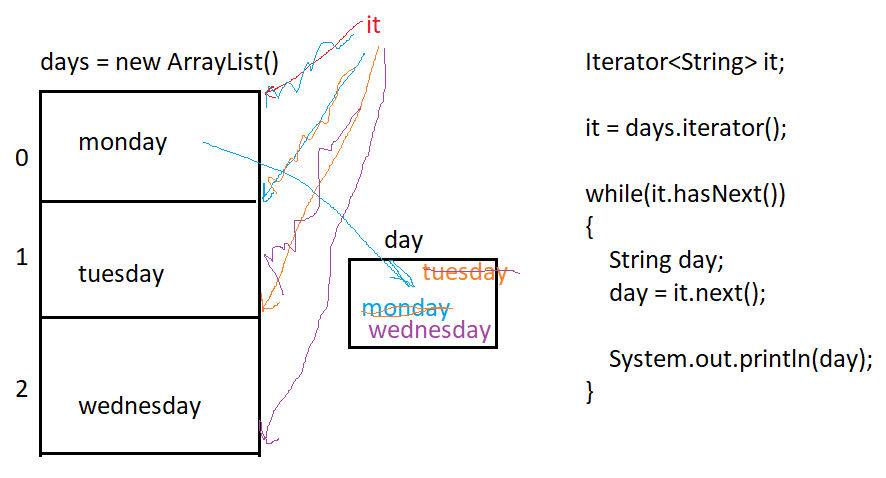 it
days = new ArrayList()
0
monday
1
tuesday
2
wednesday
day
tuesday
monday
wednesday
Iterator<String> it;
it = days.iterator();
while(it.hasNext())
{
String day;
day = it.next();
System.out.println(day);
}